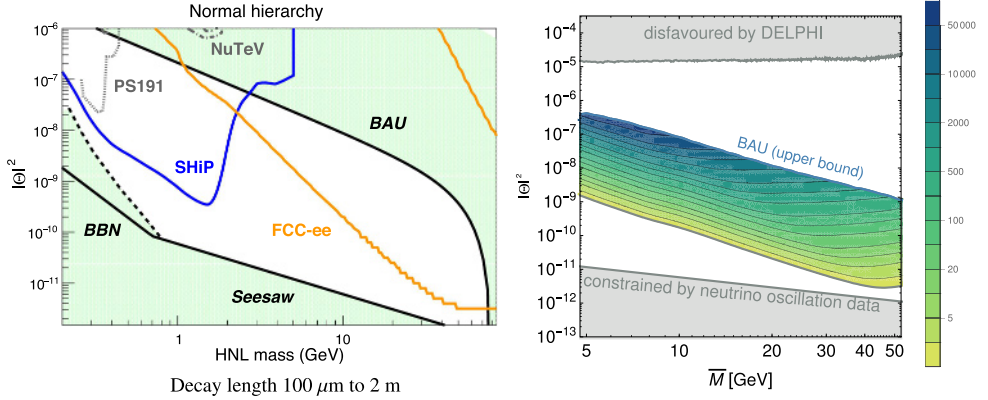 Normal hierarchy
10⁻⁶
10⁻⁷
10⁻⁸
10⁻⁹
10⁻¹⁰
10⁻¹¹
|Θ|²
NuTeV
PS191
BAU
SHiP
BBN
FCC-ee
Seesaw
1
10
HNL mass (GeV)
Decay length 100 μm to 2 m
10⁻⁴
10⁻⁵
10⁻⁶
10⁻⁷
10⁻⁸
10⁻⁹
10⁻¹⁰
10⁻¹¹
10⁻¹²
10⁻¹³
|Θ|²
disfavoured by DELPHI
BAU (upper bound)
constrained by neutrino oscillation data
5 10 20 30 40 50
M̅ [GeV]
50 000
10 000
2000
500
100
20
5